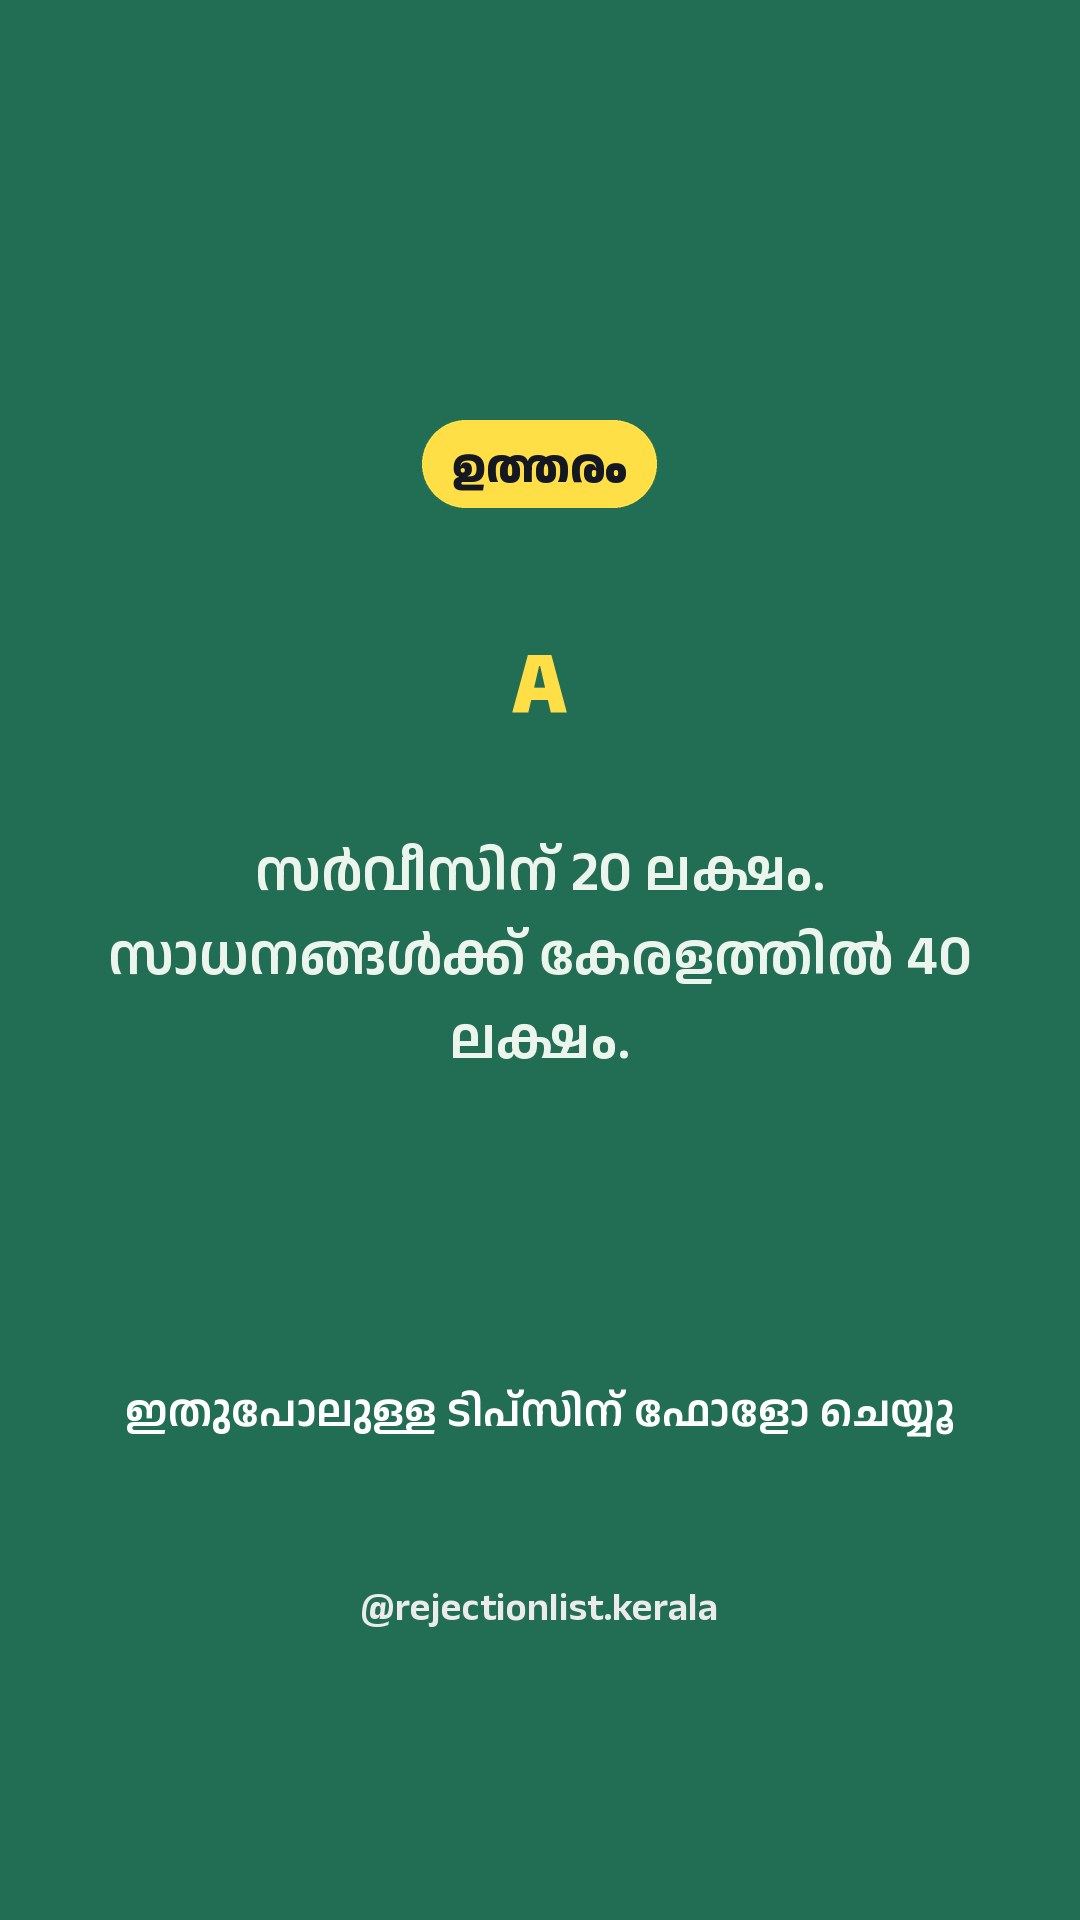 ഉത്തരം
A
സർവീസിന് 20 ലക്ഷം.
സാധനങ്ങൾക്ക് കേരളത്തിൽ 40
ലക്ഷം.
ഇതുപോലുള്ള ടിപ്സിന് ഫോളോ ചെയ്യൂ
@rejectionlist.kerala